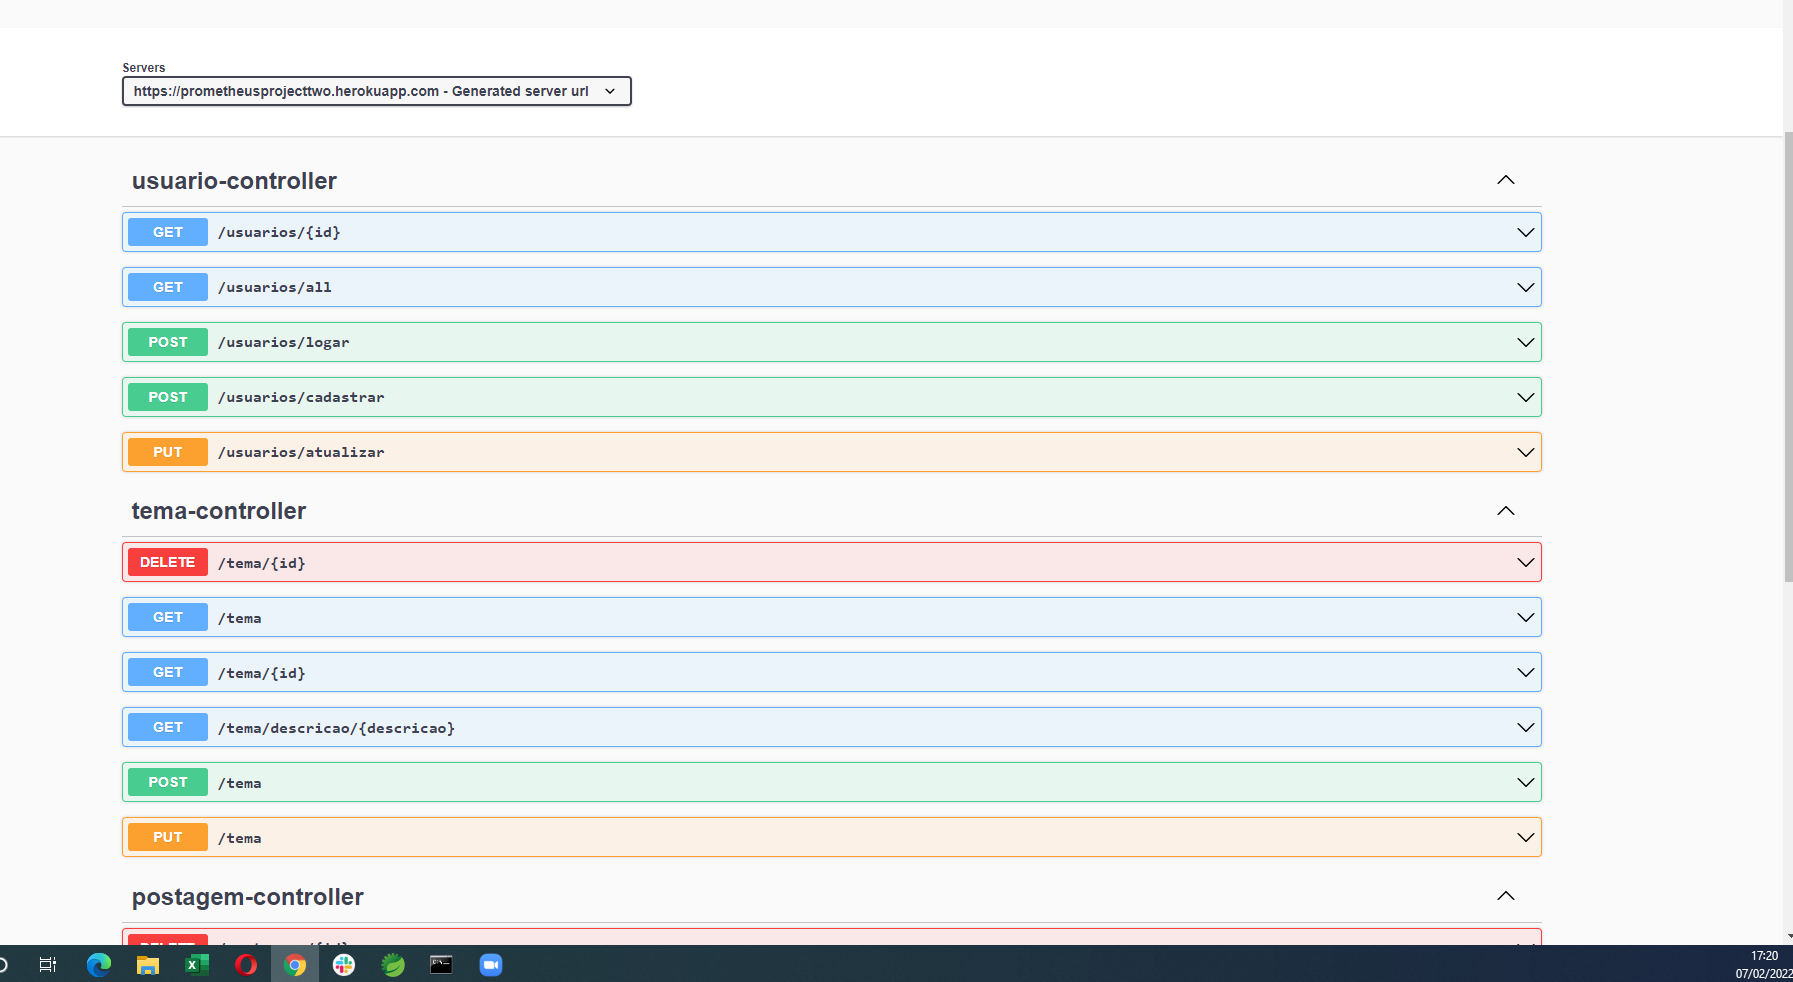 Servers
https://prometheusprojecttwo.herokuapp.com - Generated server url
usuario-controller
GET /usuarios/{id}
GET /usuarios/all
POST /usuarios/logar
POST /usuarios/cadastrar
PUT /usuarios/atualizar
tema-controller
DELETE /tema/{id}
GET /tema
GET /tema/{id}
GET /tema/descricao/{descricao}
POST /tema
PUT /tema
postagem-controller
DELETE
17:20
07/02/2022